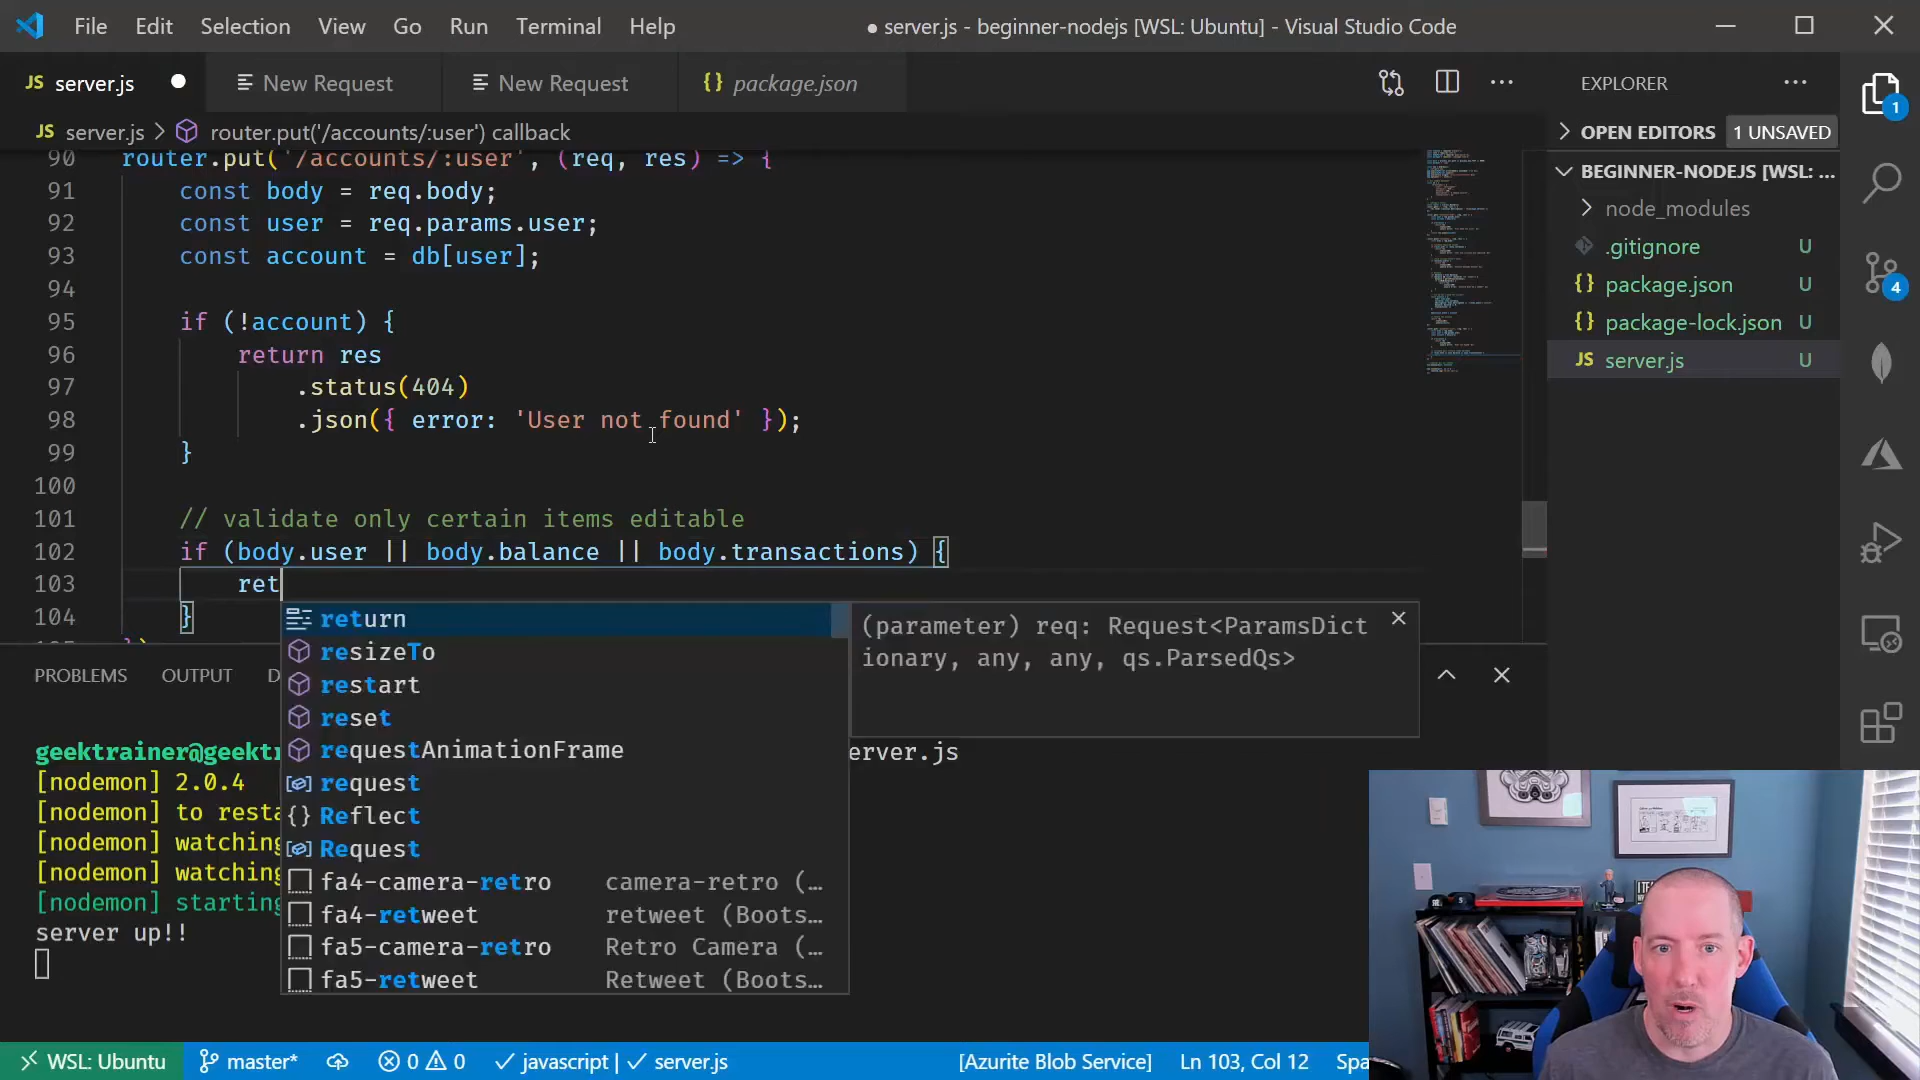 File Edit Selection View Go Run Terminal Help
● server.js - beginner-nodejs [WSL: Ubuntu] - Visual Studio Code
JS server.js
New Request
New Request
{} package.json
EXPLORER
JS server.js > router.put('/accounts/:user') callback
OPEN EDITORS 1 UNSAVED
BEGINNER-NODEJS [WSL: ...
node_modules
.gitignore U
{} package.json U
{} package-lock.json U
JS server.js U
1
4
90 router.put('/accounts/:user', (req, res) => {
91 const body = req.body;
92 const user = req.params.user;
93 const account = db[user];
94
95 if (!account) {
96 return res
97 .status(404)
98 .json({ error: 'User not found' });
99 }
100
101 // validate only certain items editable
102 if (body.user || body.balance || body.transactions) {
103 ret
104 }
return
resizeTo
restart
reset
requestAnimationFrame
request
{} Reflect
Request
fa4-camera-retro camera-retro (…
fa4-retweet retweet (Boots…
fa5-camera-retro Retro Camera (…
fa5-retweet Retweet (Boots…
(parameter) req: Request<ParamsDict
ionary, any, any, qs.ParsedQs>
PROBLEMS OUTPUT D
geektrainer@geektr erver.js
[nodemon] 2.0.4
[nodemon] to resta
[nodemon] watching
[nodemon] watching
[nodemon] starting
server up!!
WSL: Ubuntu master* 0 0 javascript | server.js [Azurite Blob Service] Ln 103, Col 12 Spa